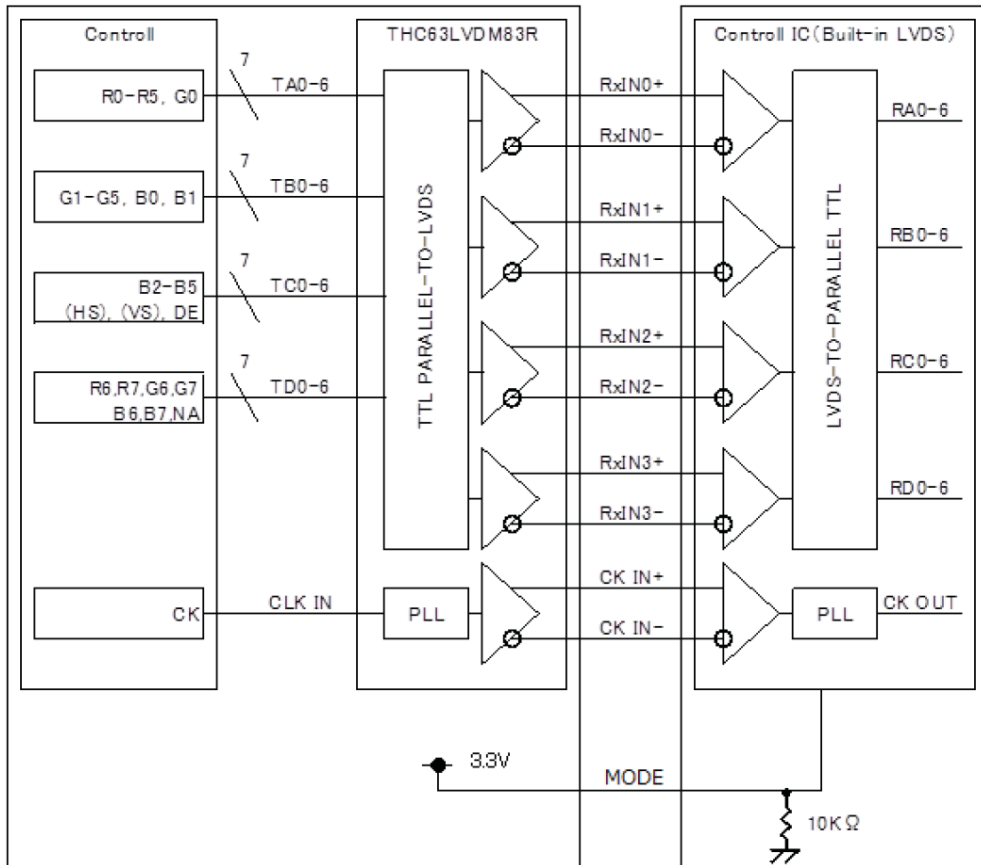 Controll
THC63LVDM83R
Controll IC(Built-in LVDS)
R0-R5, G0
7
TA0-6
RxIN0+
RxIN0-
RA0-6
G1-G5, B0, B1
7
TB0-6
RxIN1+
RxIN1-
RB0-6
B2-B5
(HS), (VS), DE
7
TC0-6
RxIN2+
RxIN2-
RC0-6
R6,R7,G6,G7
B6,B7,NA
7
TD0-6
RxIN3+
RxIN3-
RD0-6
TTL PARALLEL-TO-LVDS
LVDS-TO-PARALLEL TTL
CK
CLK IN
PLL
CK IN+
CK IN-
PLL
CK OUT
3.3V
MODE
10KΩ